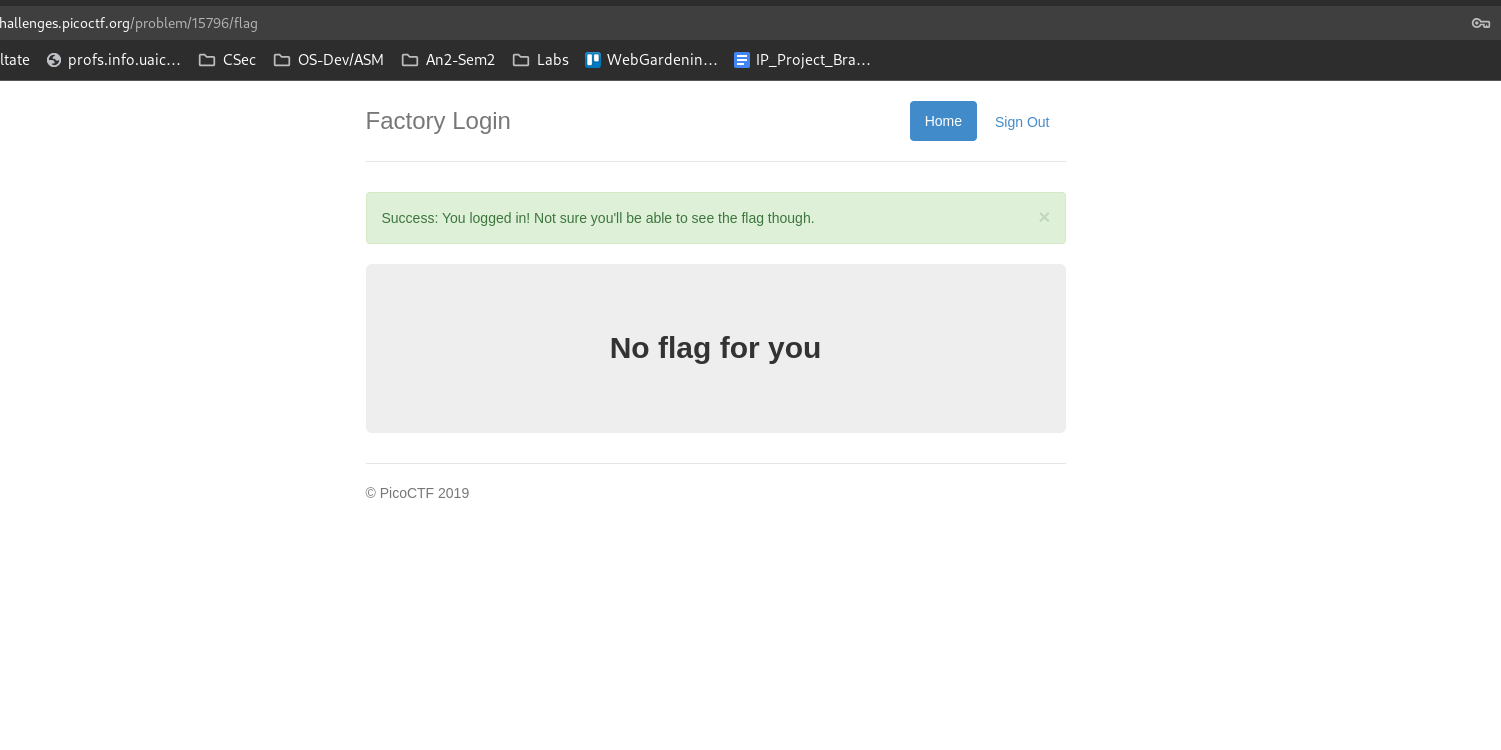 hallenges.picoctf.org/problem/15796/flag
ltate profs.info.uaic... CSec OS-Dev/ASM An2-Sem2 Labs WebGardenin... IP_Project_Bra...
Factory Login Home Sign Out
Success: You logged in! Not sure you'll be able to see the flag though. ×
No flag for you
© PicoCTF 2019